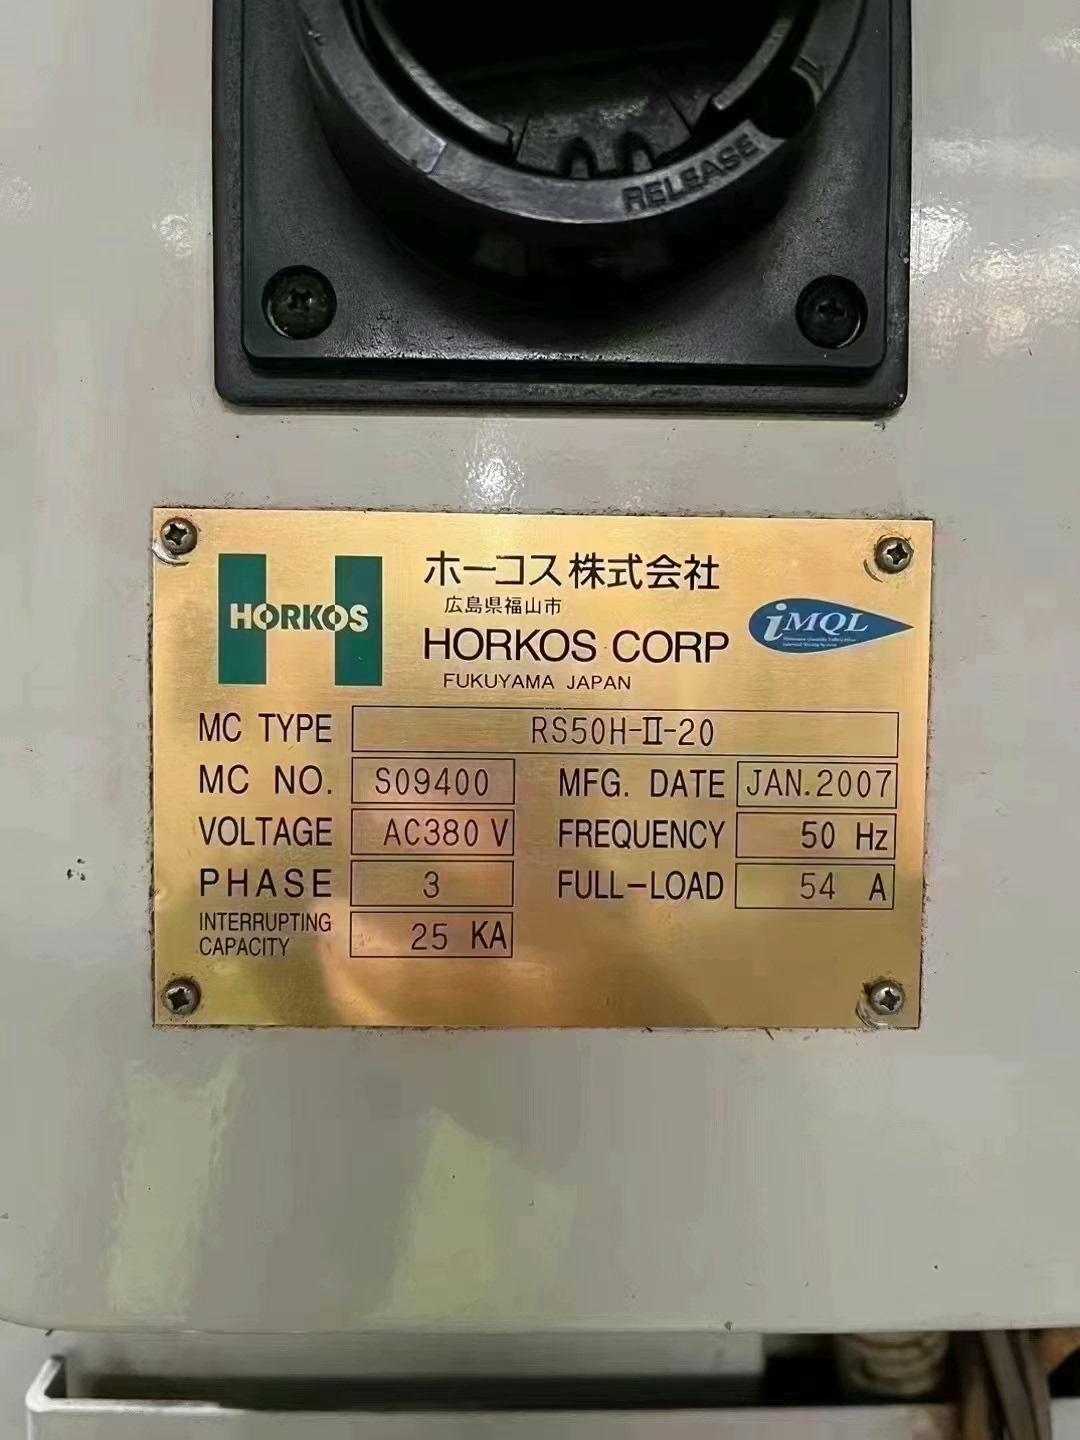 RELEASE
HORKOS
ホーコス株式会社
広島県福山市
HORKOS CORP
FUKUYAMA JAPAN
iMQL
MC TYPE RS50H-Ⅱ-20
MC NO. S09400 MFG. DATE JAN.2007
VOLTAGE AC380 V FREQUENCY 50 Hz
PHASE 3 FULL-LOAD 54 A
INTERRUPTING CAPACITY 25 KA